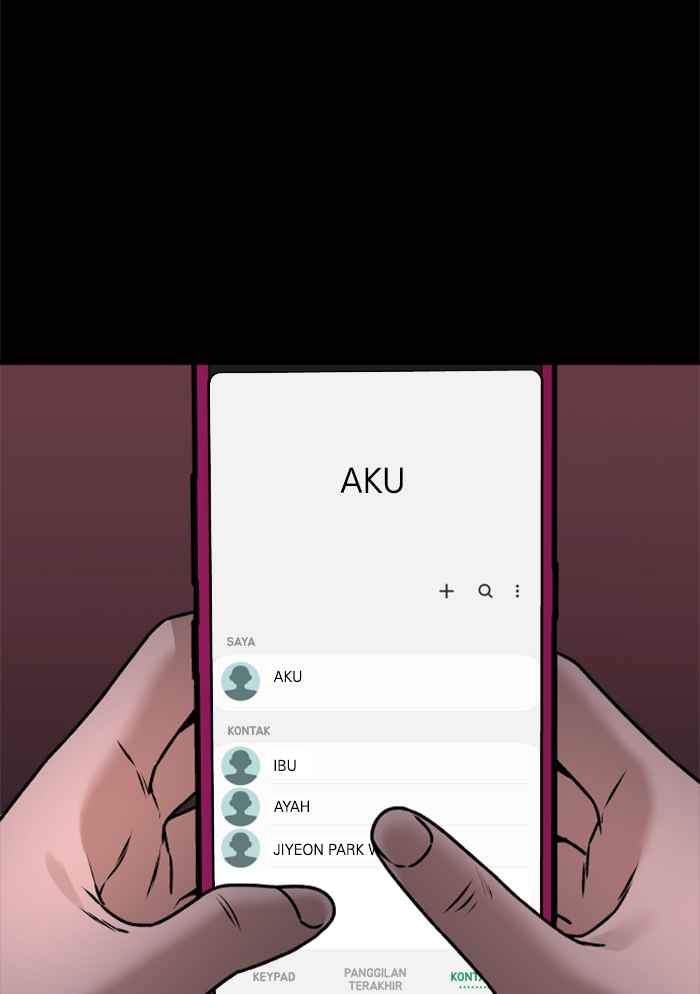 AKU
SAYA
AKU
KONTAK
IBU
AYAH
JIYEON PARK
KEYPAD
PANGGILAN
TERAKHIR